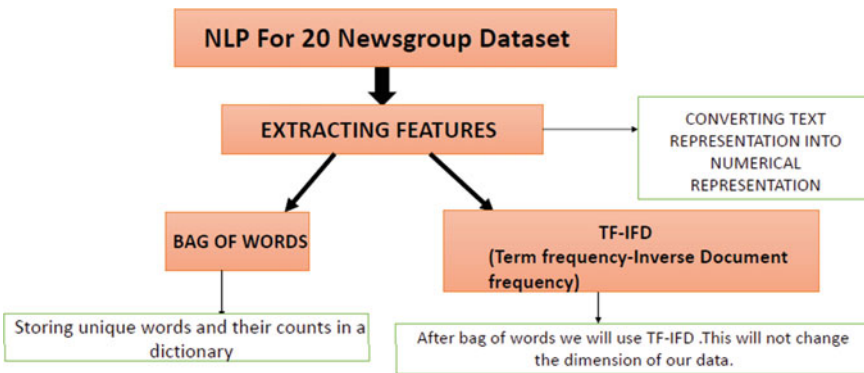 NLP For 20 Newsgroup Dataset
EXTRACTING FEATURES
CONVERTING TEXT
REPRESENTATION INTO
NUMERICAL
REPRESENTATION
BAG OF WORDS
TF-IFD
(Term frequency-Inverse Document
frequency)
Storing unique words and their counts in a
dictionary
After bag of words we will use TF-IFD .This will not change
the dimension of our data.